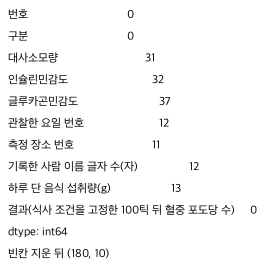 번호 0
구분 0
대사소모량 31
인슐린민감도 32
글루카곤민감도 37
관찰한 요일 번호 12
측정 장소 번호 11
기록한 사람 이름 글자 수(자) 12
하루 단 음식 섭취량(g) 13
결과(식사 조건을 고정한 100틱 뒤 혈중 포도당 수) 0
dtype: int64
빈칸 지운 뒤 (180, 10)